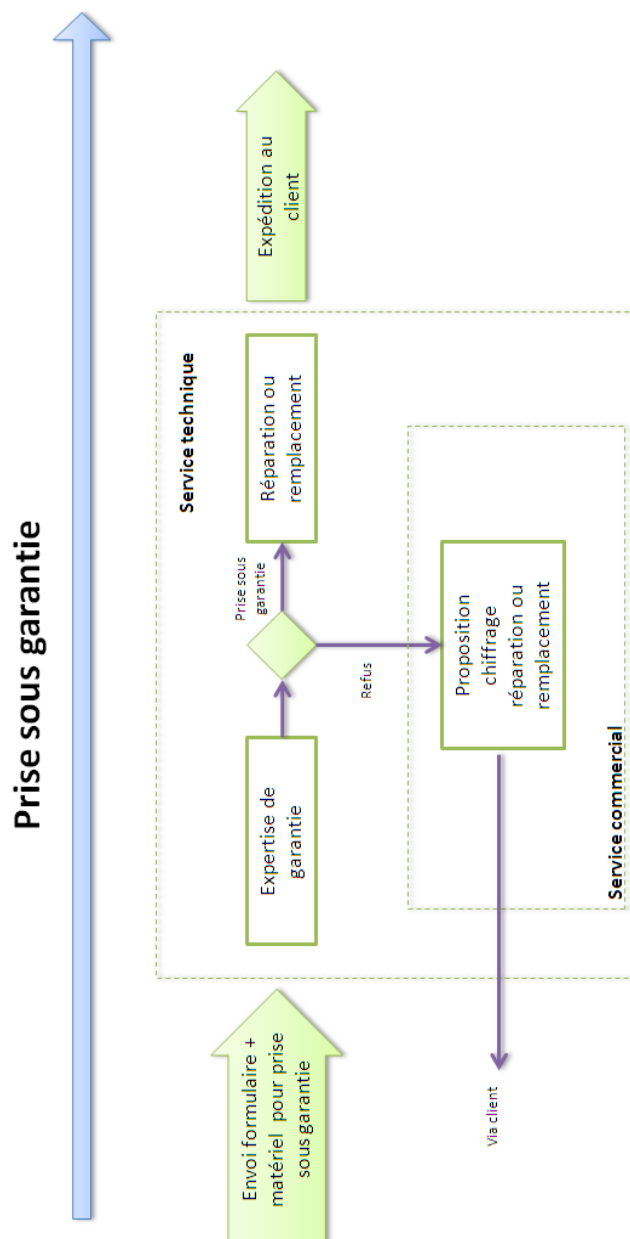 Prise sous garantie
Envoi formulaire +
matériel pour prise
sous garantie
Service technique
Expertise de
garantie
Prise sous
garantie
Réparation ou
remplacement
Expédition au
client
Refus
Proposition
chiffrage
réparation ou
remplacement
Service commercial
Via client